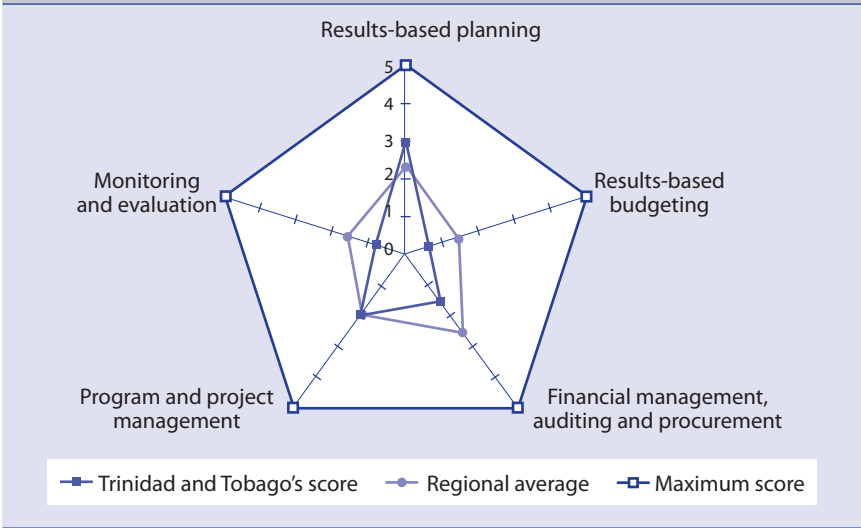 Results-based planning
5
4
3
2
1
0
Monitoring
and evaluation
Results-based
budgeting
Program and project
management
Financial management,
auditing and procurement
Trinidad and Tobago’s score
Regional average
Maximum score